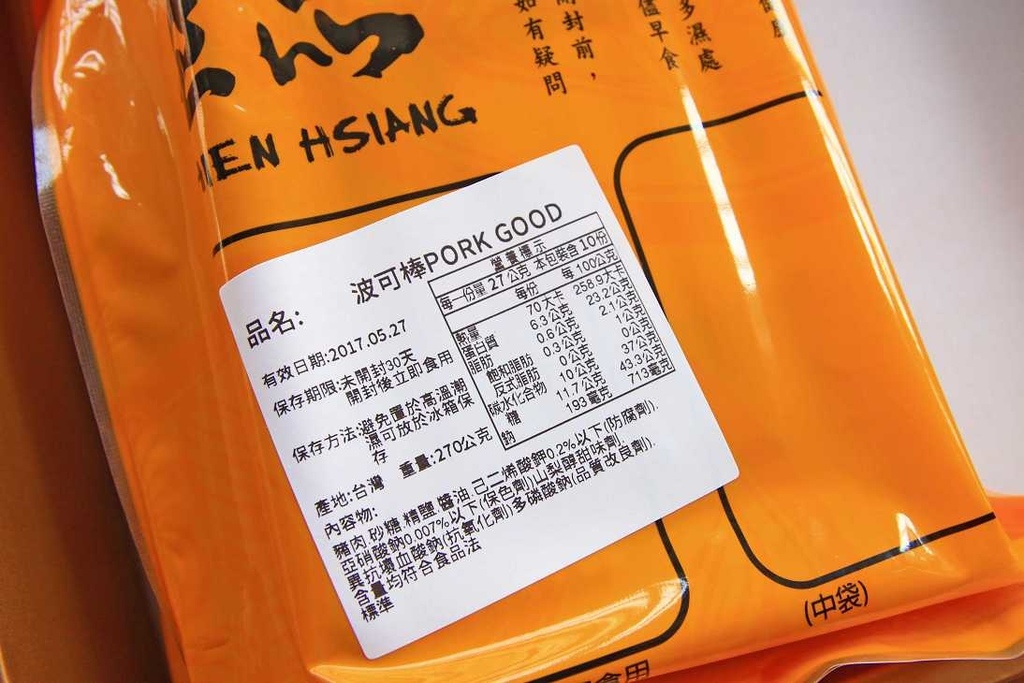 HSIANG
多濕處
儘早食
開封前，
如有疑問
品名: 波可棒PORK GOOD
有效日期:2017.05.27
保存期限:未開封30天
開封後立即食用
保存方法:避免置於高溫潮
濕可放於冰箱保
存
重量:270公克
產地:台灣
內容物:
豬肉.砂糖.精鹽.醬油.己二烯酸鉀0.2%以下(防腐劑).
亞硝酸鈉0.007%以下(保色劑)山梨醇甜味劑.
異抗壞血酸鈉(抗氧化劑)多磷酸鈉(品質改良劑).
含量均符合食品法
標準
營養標示
每一份量 27公克 本包裝含 10份
每份 每 100公克
熱量 70大卡 258.9大卡
蛋白質 6.3公克 23.2公克
脂肪 0.6公克 2.1公克
飽和脂肪 0.3公克 1公克
反式脂肪 0公克 0公克
碳水化合物 10公克 37公克
糖 11.7公克 43.3公克
鈉 193毫克 713毫克
(中袋)
食用